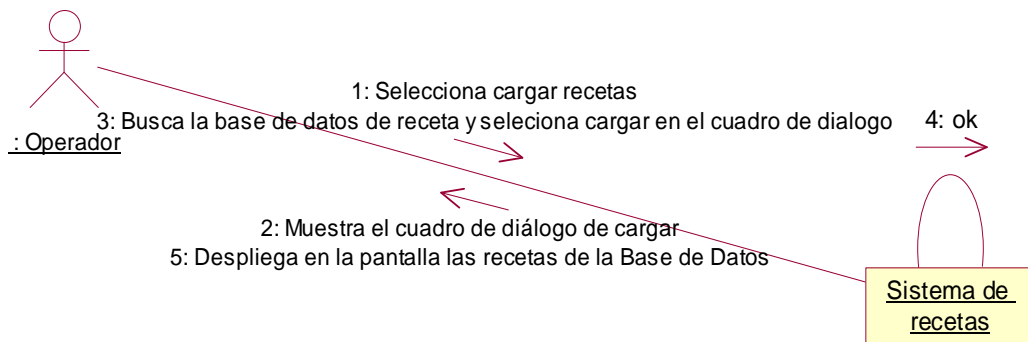 1: Selecciona cargar recetas
3: Busca la base de datos de receta y seleciona cargar en el cuadro de dialogo
4: ok
: Operador
2: Muestra el cuadro de diálogo de cargar
5: Despliega en la pantalla las recetas de la Base de Datos
Sistema de
recetas